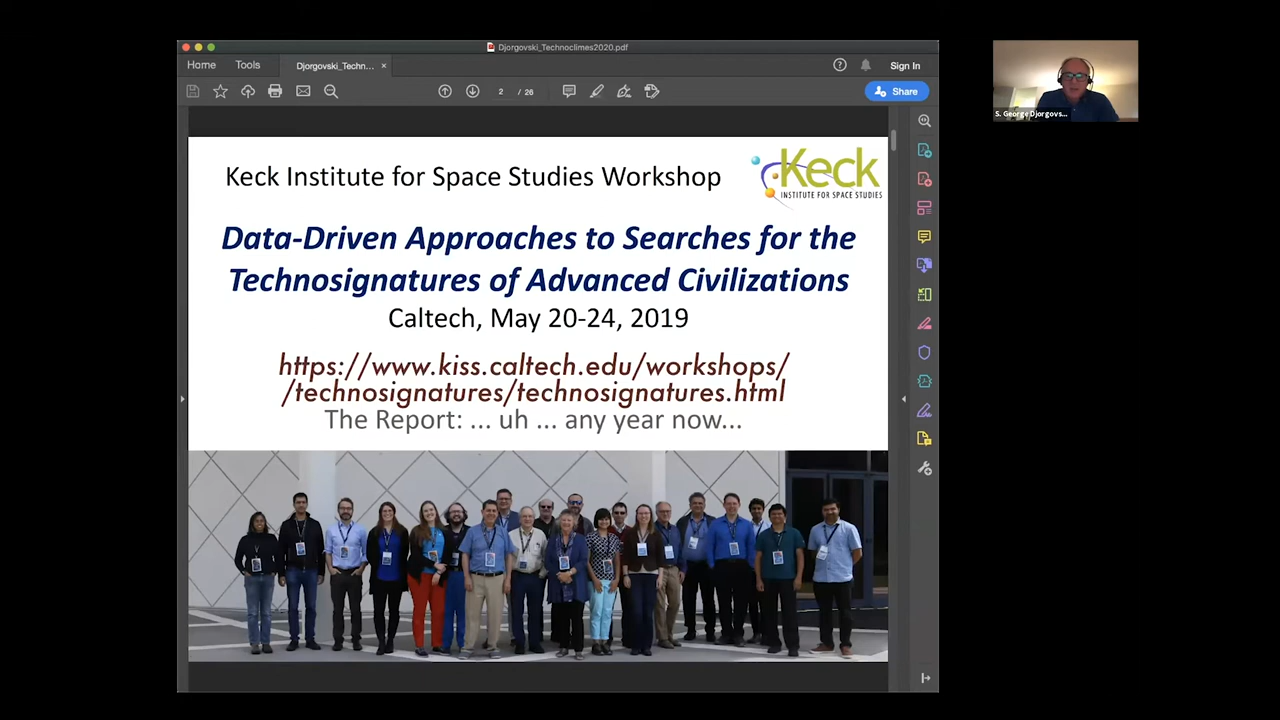 Djorgovski_Technoclimes2020.pdf
Home Tools Djorgovski_Techn... × Sign In
2 / 26 Share
S. George Djorgovs...
Keck Institute for Space Studies Workshop
Keck
INSTITUTE FOR SPACE STUDIES
Data-Driven Approaches to Searches for the
Technosignatures of Advanced Civilizations
Caltech, May 20-24, 2019
https://www.kiss.caltech.edu/workshops/
/technosignatures/technosignatures.html
The Report: ... uh ... any year now...